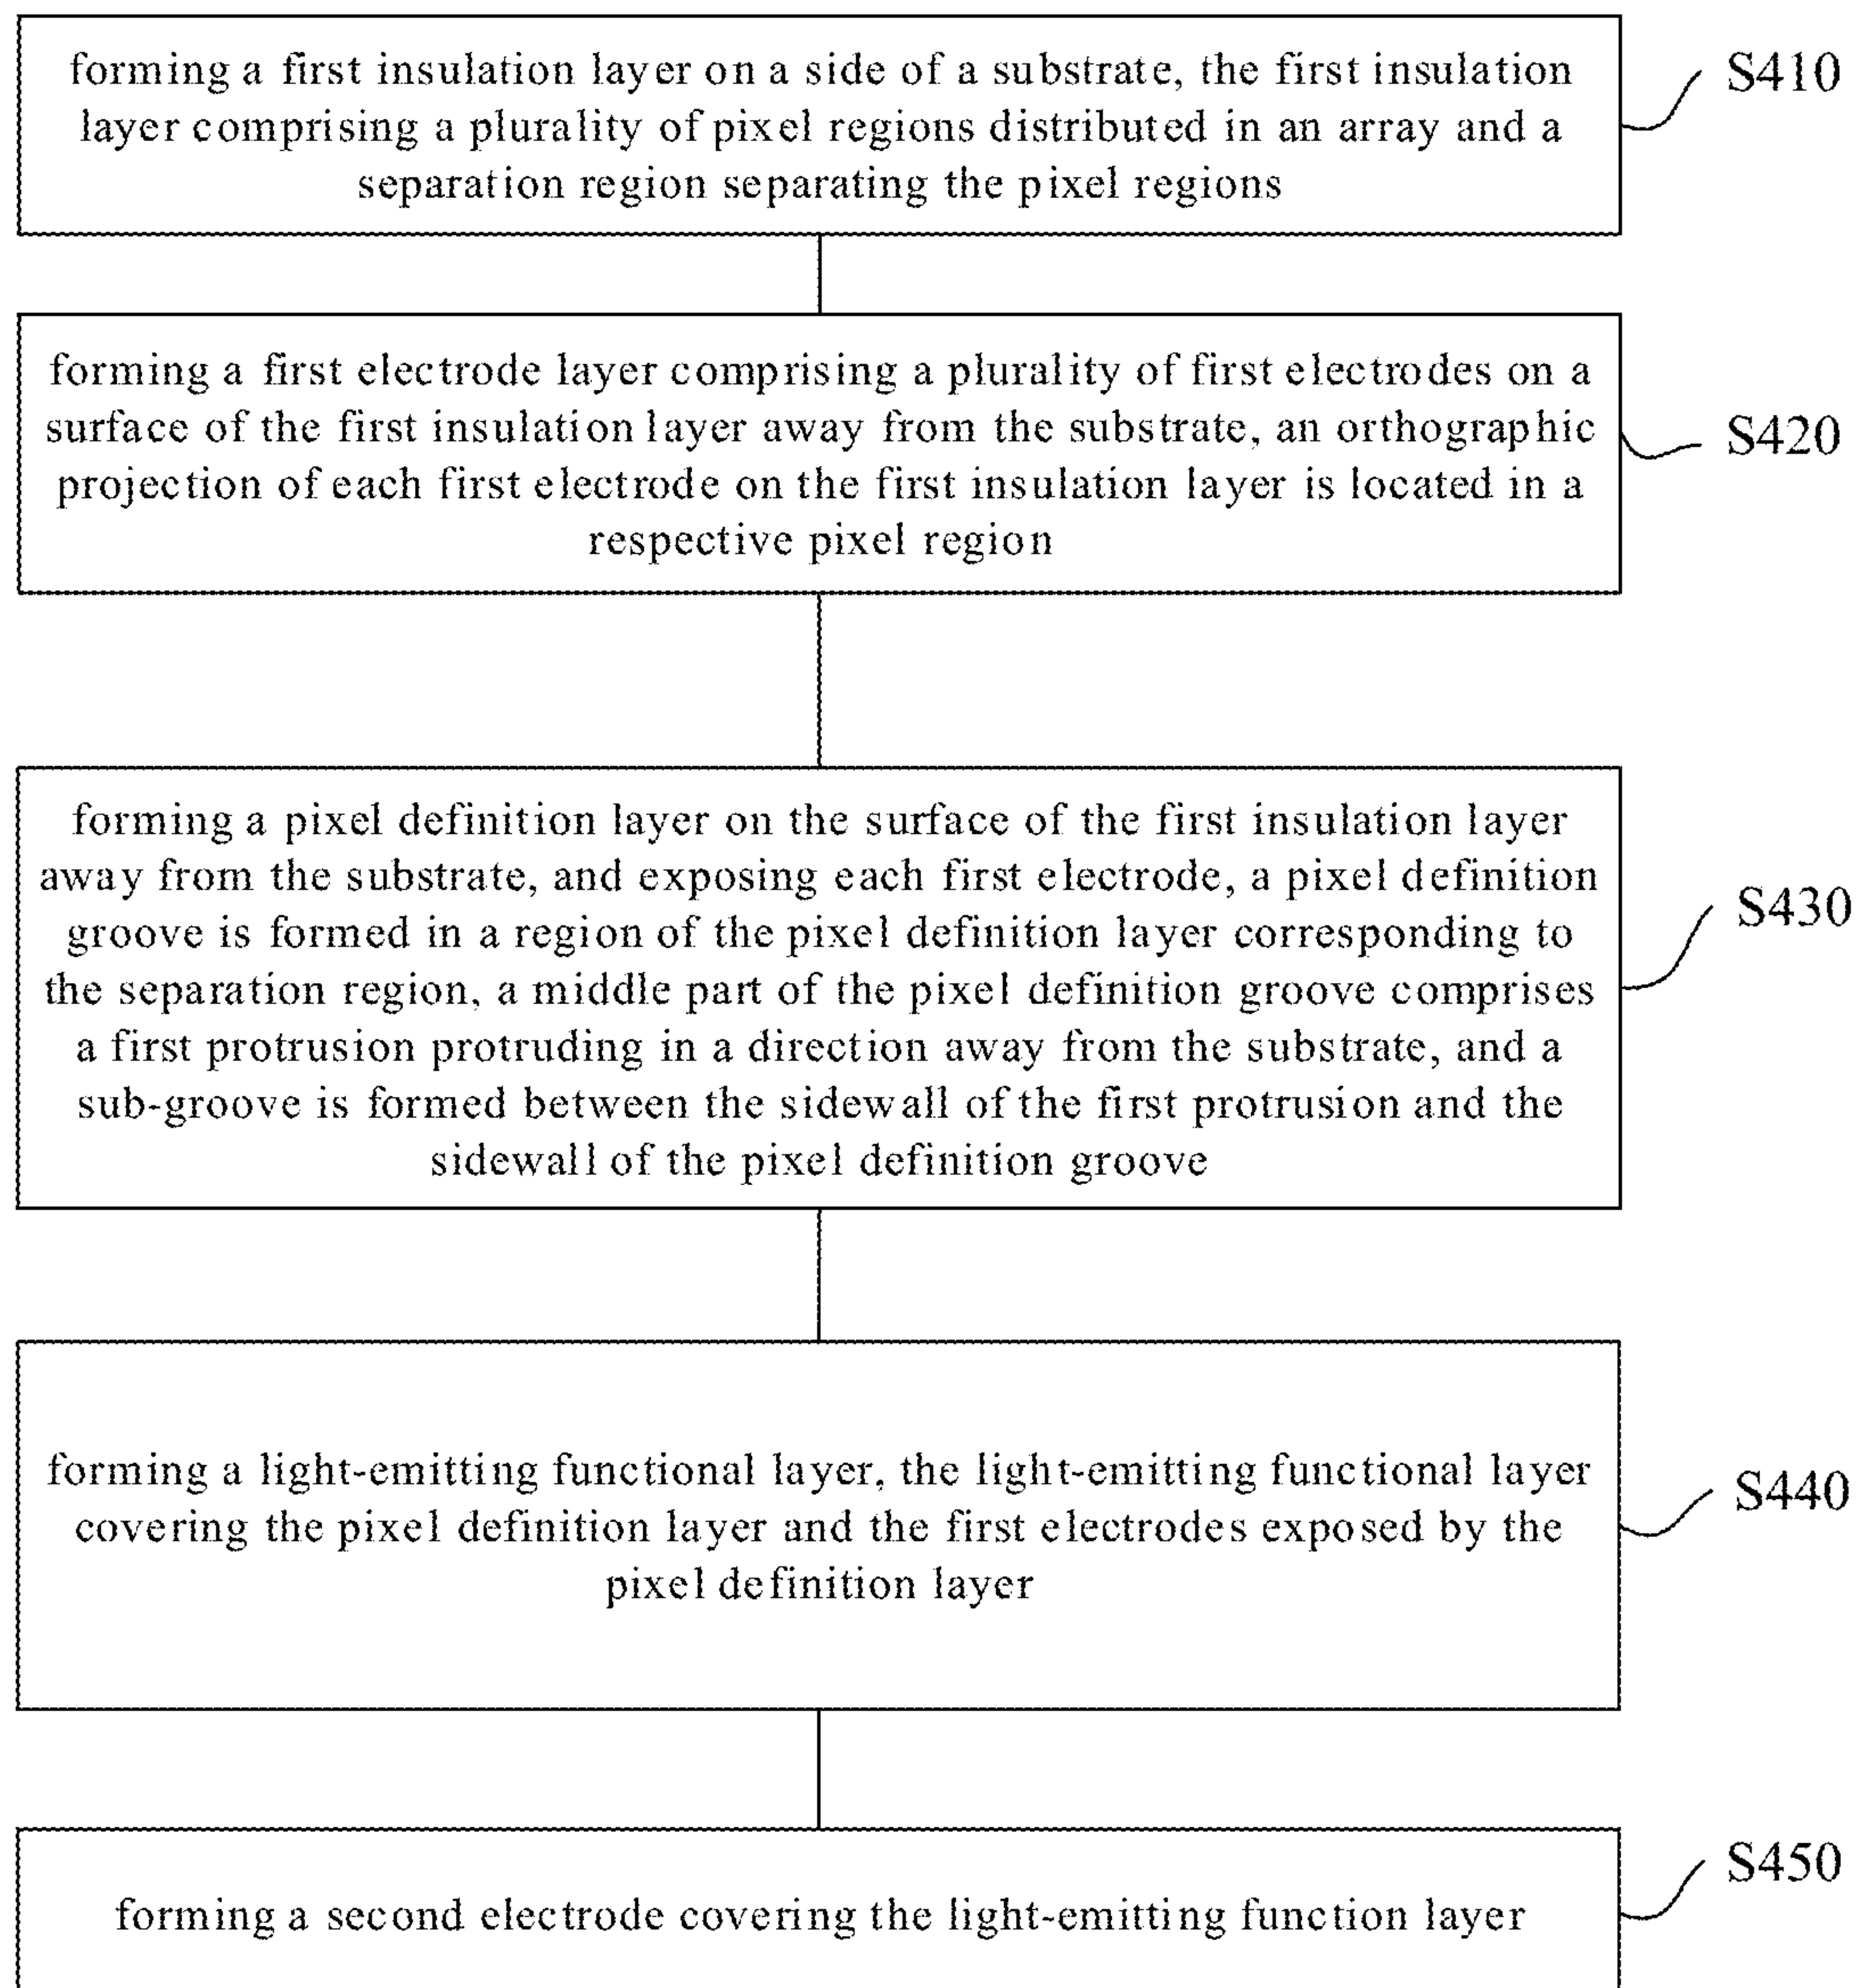 forming a first insulation layer on a side of a substrate, the first insulation
layer comprising a plurality of pixel regions distributed in an array and a
separation region separating the pixel regions
S410
forming a first electrode layer comprising a plurality of first electrodes on a
surface of the first insulation layer away from the substrate, an orthographic
projection of each first electrode on the first insulation layer is located in a
respective pixel region
S420
forming a pixel definition layer on the surface of the first insulation layer
away from the substrate, and exposing each first electrode, a pixel definition
groove is formed in a region of the pixel definition layer corresponding to
the separation region, a middle part of the pixel definition groove comprises
a first protrusion protruding in a direction away from the substrate, and a
sub-groove is formed between the sidewall of the first protrusion and the
sidewall of the pixel definition groove
S430
forming a light-emitting functional layer, the light-emitting functional layer
covering the pixel definition layer and the first electrodes exposed by the
pixel definition layer
S440
forming a second electrode covering the light-emitting function layer
S450